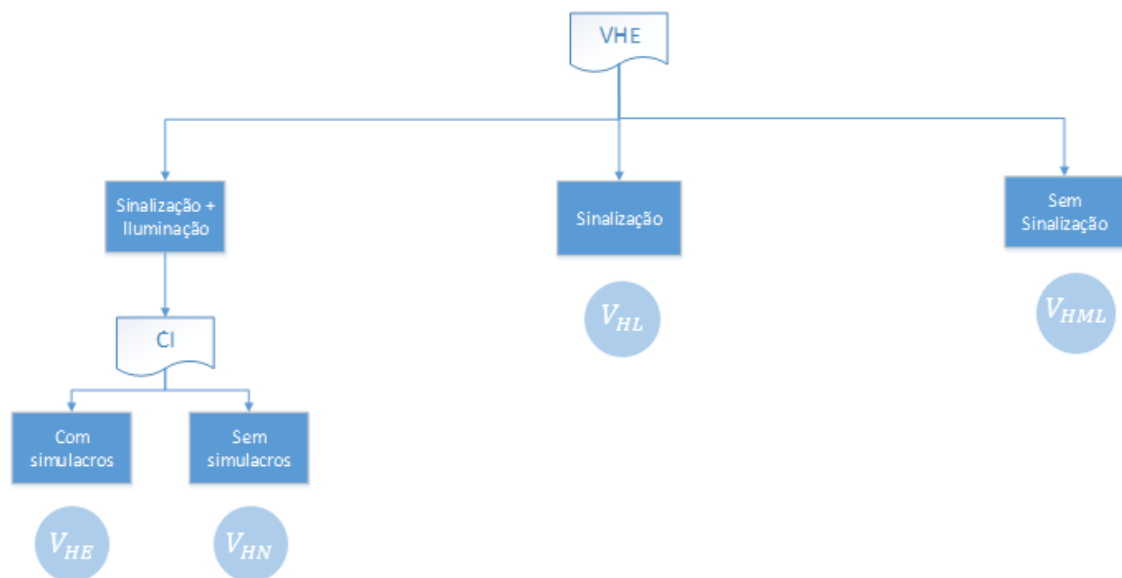 VHE
Sinalização +
Iluminação
Sinalização
Sem
Sinalização
V_HL
V_HML
CI
Com
simulacros
Sem
simulacros
V_HE
V_HN